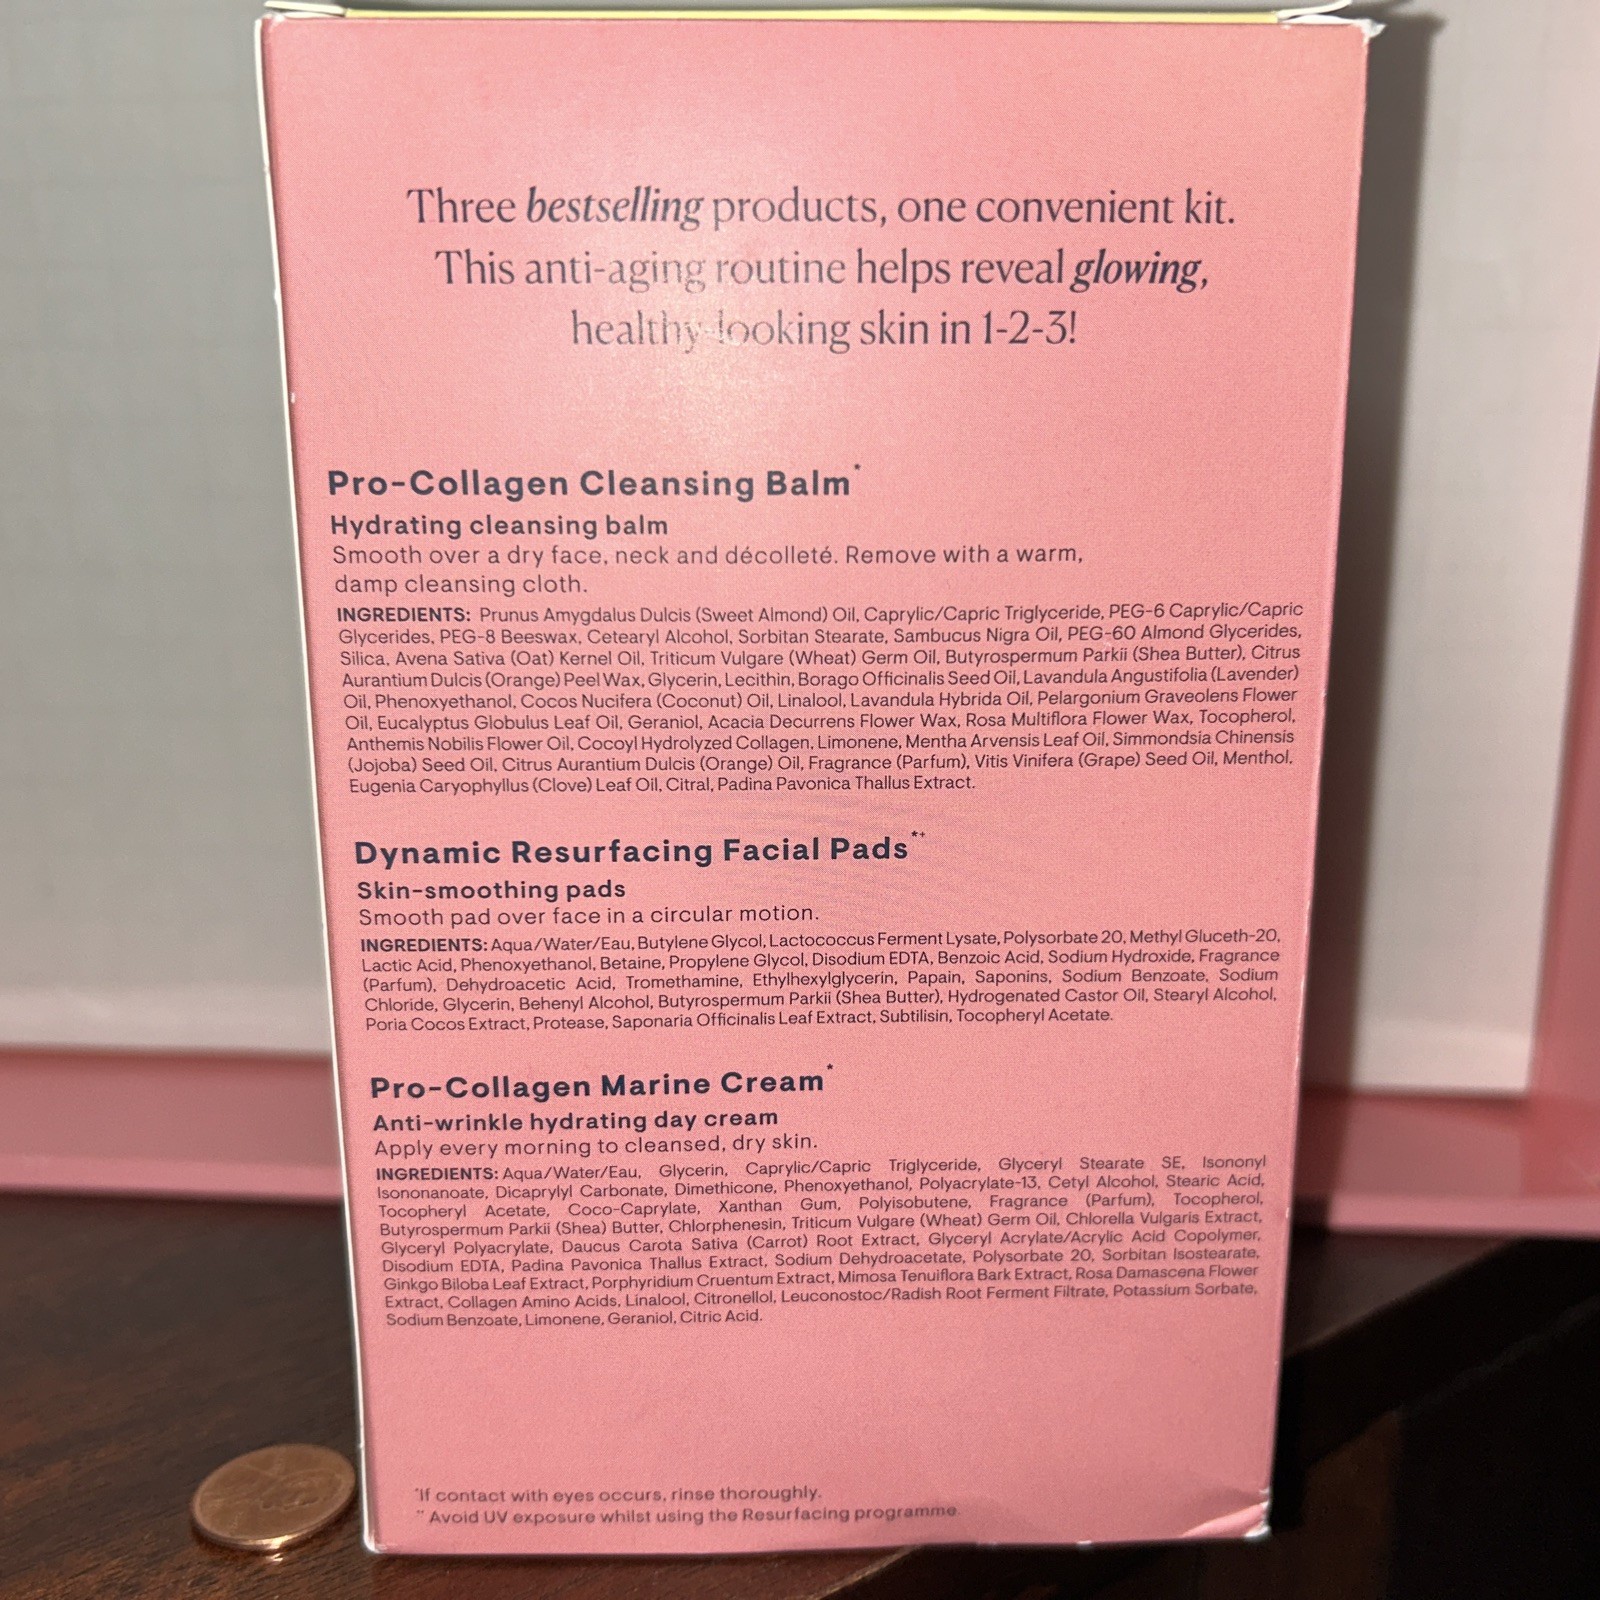 Three bestselling products, one convenient kit.
This anti-aging routine helps reveal glowing,
healthy-looking skin in 1-2-3!
Pro-Collagen Cleansing Balm*
Hydrating cleansing balm
Smooth over a dry face, neck and décolleté. Remove with a warm,
damp cleansing cloth.
INGREDIENTS: Prunus Amygdalus Dulcis (Sweet Almond) Oil, Caprylic/Capric Triglyceride, PEG-6 Caprylic/Capric
Glycerides, PEG-8 Beeswax, Cetearyl Alcohol, Sorbitan Stearate, Sambucus Nigra Oil, PEG-60 Almond Glycerides,
Silica, Avena Sativa (Oat) Kernel Oil, Triticum Vulgare (Wheat) Germ Oil, Butyrospermum Parkii (Shea Butter), Citrus
Aurantium Dulcis (Orange) Peel Wax, Glycerin, Lecithin, Borago Officinalis Seed Oil, Lavandula Angustifolia (Lavender)
Oil, Phenoxyethanol, Cocos Nucifera (Coconut) Oil, Linalool, Lavandula Hybrida Oil, Pelargonium Graveolens Flower
Oil, Eucalyptus Globulus Leaf Oil, Geraniol, Acacia Decurrens Flower Wax, Rosa Multiflora Flower Wax, Tocopherol,
Anthemis Nobilis Flower Oil, Cocoyl Hydrolyzed Collagen, Limonene, Mentha Arvensis Leaf Oil, Simmondsia Chinensis
(Jojoba) Seed Oil, Citrus Aurantium Dulcis (Orange) Oil, Fragrance (Parfum), Vitis Vinifera (Grape) Seed Oil, Menthol,
Eugenia Caryophyllus (Clove) Leaf Oil, Citral, Padina Pavonica Thallus Extract.
Dynamic Resurfacing Facial Pads*+
Skin-smoothing pads
Smooth pad over face in a circular motion.
INGREDIENTS: Aqua/Water/Eau, Butylene Glycol, Lactococcus Ferment Lysate, Polysorbate 20, Methyl Gluceth-20,
Lactic Acid, Phenoxyethanol, Betaine, Propylene Glycol, Disodium EDTA, Benzoic Acid, Sodium Hydroxide, Fragrance
(Parfum), Dehydroacetic Acid, Tromethamine, Ethylhexylglycerin, Papain, Saponins, Sodium Benzoate, Sodium
Chloride, Glycerin, Behenyl Alcohol, Butyrospermum Parkii (Shea Butter), Hydrogenated Castor Oil, Stearyl Alcohol,
Poria Cocos Extract, Protease, Saponaria Officinalis Leaf Extract, Subtilisin, Tocopheryl Acetate.
Pro-Collagen Marine Cream*
Anti-wrinkle hydrating day cream
Apply every morning to cleansed, dry skin.
INGREDIENTS: Aqua/Water/Eau, Glycerin, Caprylic/Capric Triglyceride, Glyceryl Stearate SE, Isononyl
Isononanoate, Dicaprylyl Carbonate, Dimethicone, Phenoxyethanol, Polyacrylate-13, Cetyl Alcohol, Stearic Acid,
Tocopheryl Acetate, Coco-Caprylate, Xanthan Gum, Polyisobutene, Fragrance (Parfum), Tocopherol,
Butyrospermum Parkii (Shea) Butter, Chlorphenesin, Triticum Vulgare (Wheat) Germ Oil, Chlorella Vulgaris Extract,
Glyceryl Polyacrylate, Daucus Carota Sativa (Carrot) Root Extract, Glyceryl Acrylate/Acrylic Acid Copolymer,
Disodium EDTA, Padina Pavonica Thallus Extract, Sodium Dehydroacetate, Polysorbate 20, Sorbitan Isostearate,
Ginkgo Biloba Leaf Extract, Porphyridium Cruentum Extract, Mimosa Tenuiflora Bark Extract, Rosa Damascena Flower
Extract, Collagen Amino Acids, Linalool, Citronellol, Leuconostoc/Radish Root Ferment Filtrate, Potassium Sorbate,
Sodium Benzoate, Limonene, Geraniol, Citric Acid.
*If contact with eyes occurs, rinse thoroughly.
*+ Avoid UV exposure whilst using the Resurfacing programme.